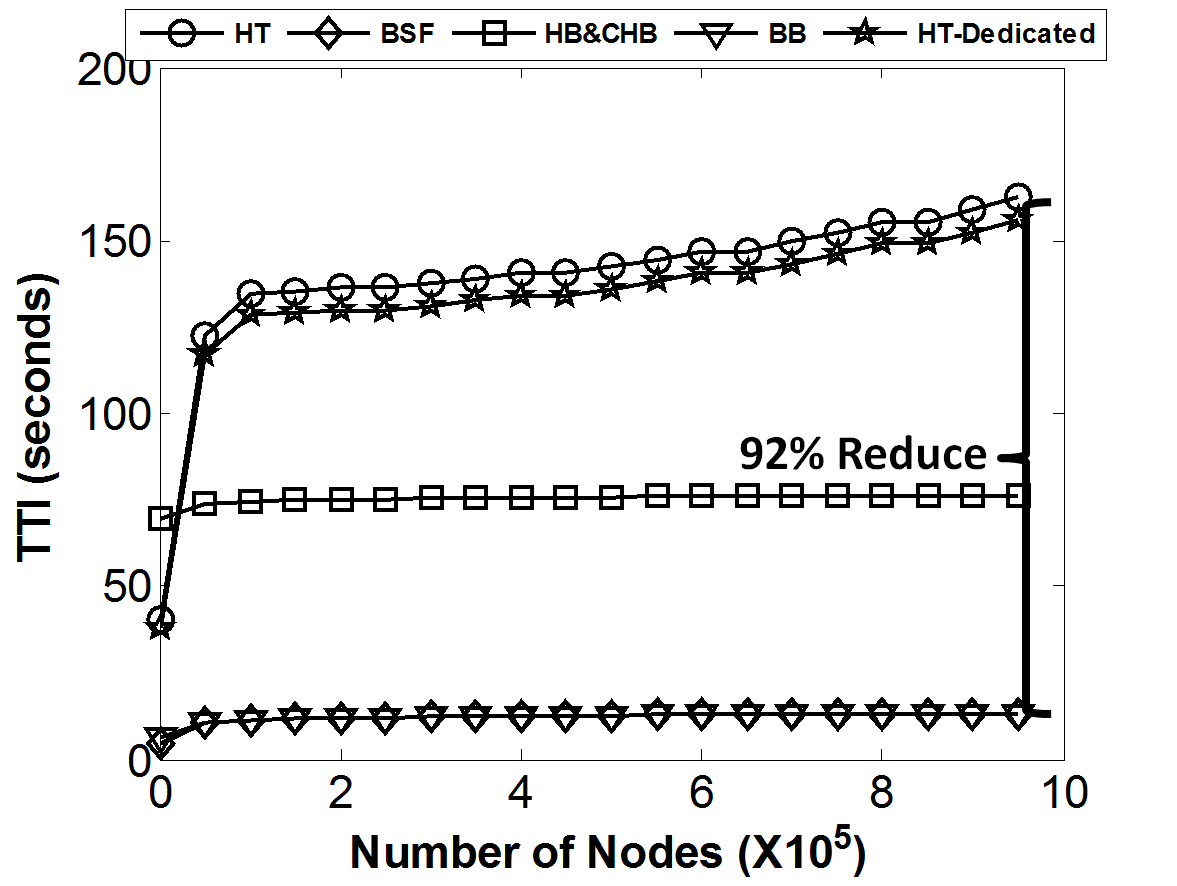 HT BSF HB&CHB BB HT-Dedicated
200
150
100
50
0
TTI (seconds)
92% Reduce
0 2 4 6 8 10
Number of Nodes (X10⁵)